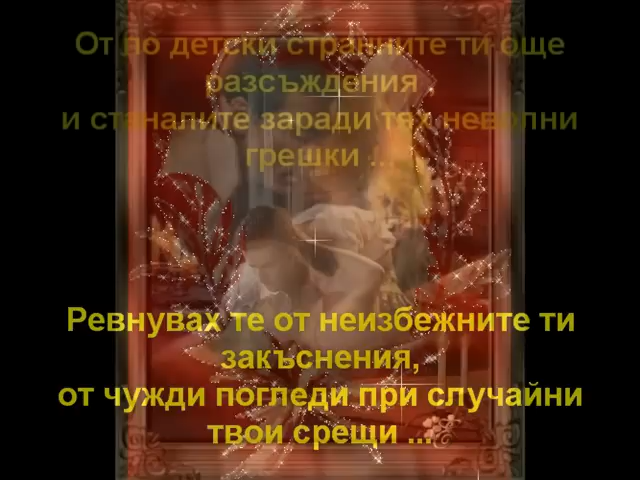 От по детски странните ти още
разсъждения
и станалите заради тях неволни
грешки ...
Ревнувах те от неизбежните ти
закъснения,
от чужди погледи при случайни
твои срещи ...